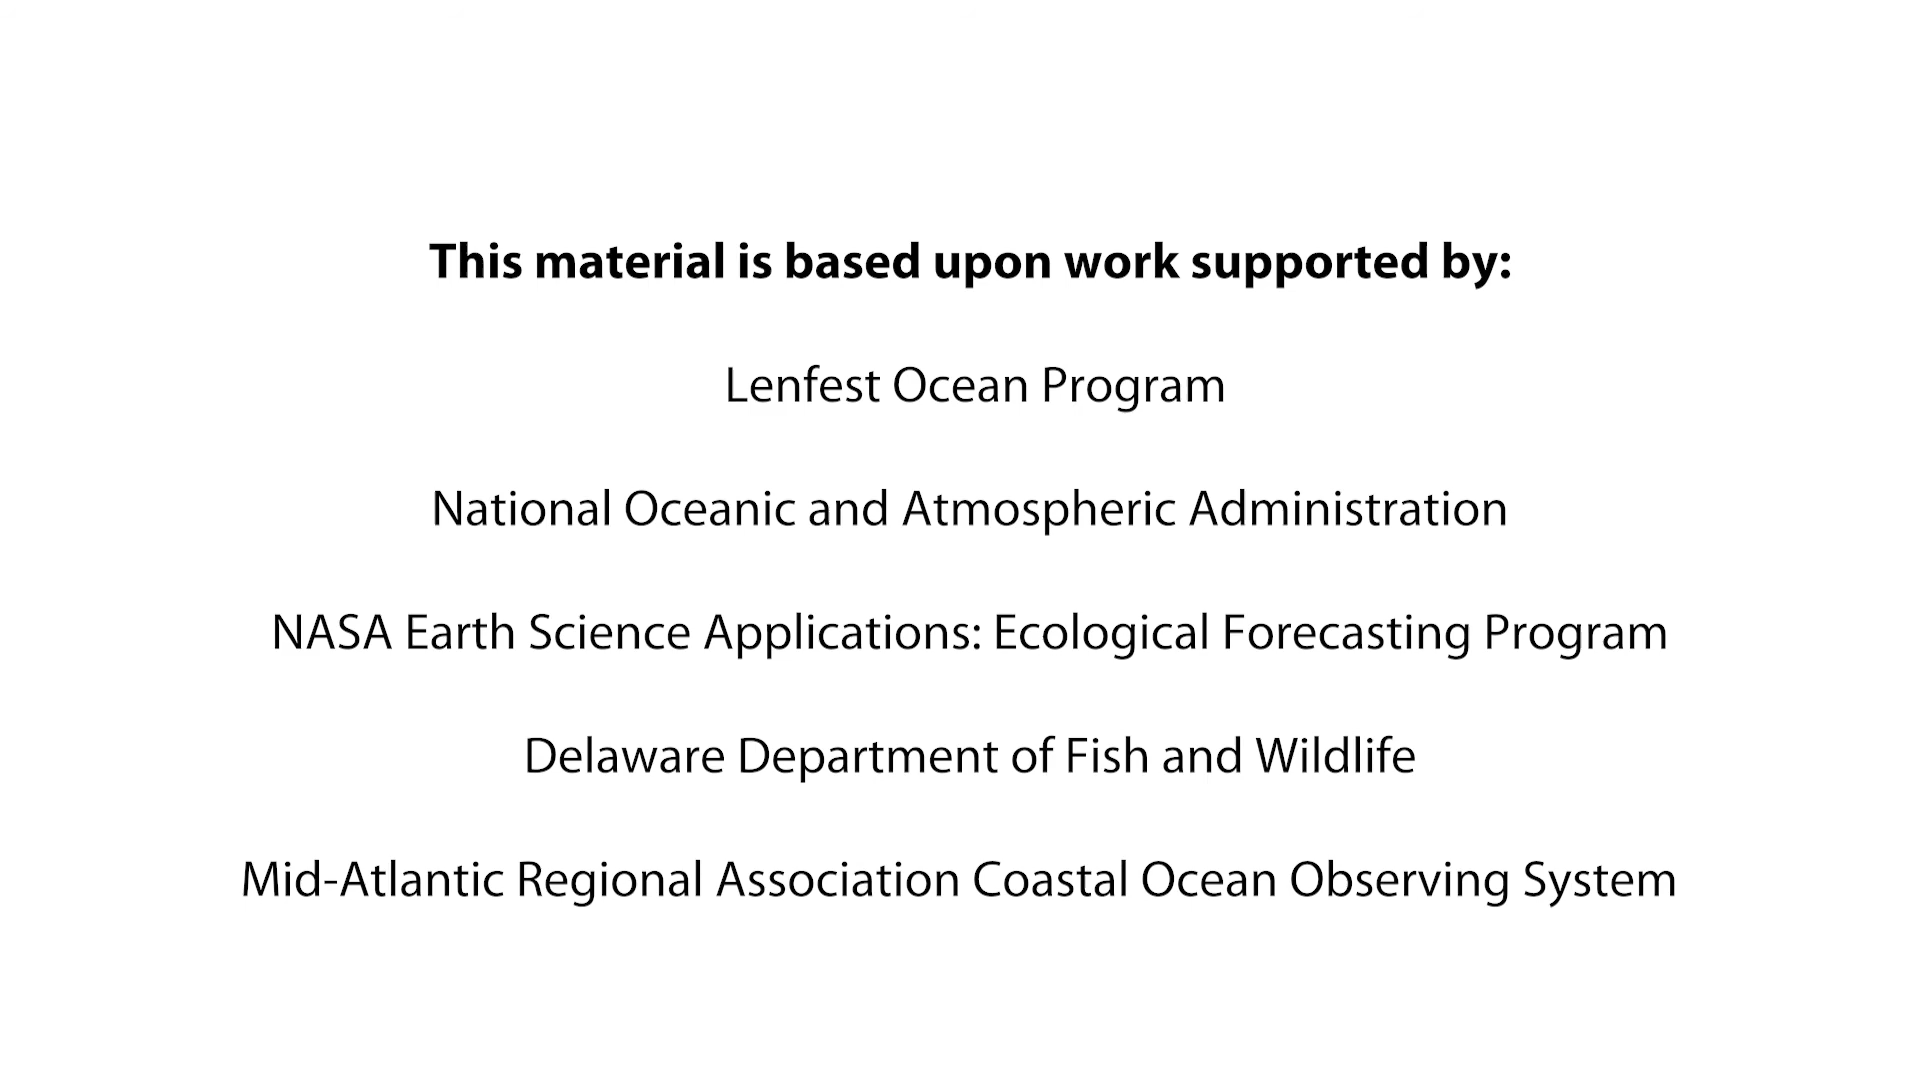 This material is based upon work supported by:
Lenfest Ocean Program
National Oceanic and Atmospheric Administration
NASA Earth Science Applications: Ecological Forecasting Program
Delaware Department of Fish and Wildlife
Mid-Atlantic Regional Association Coastal Ocean Observing System